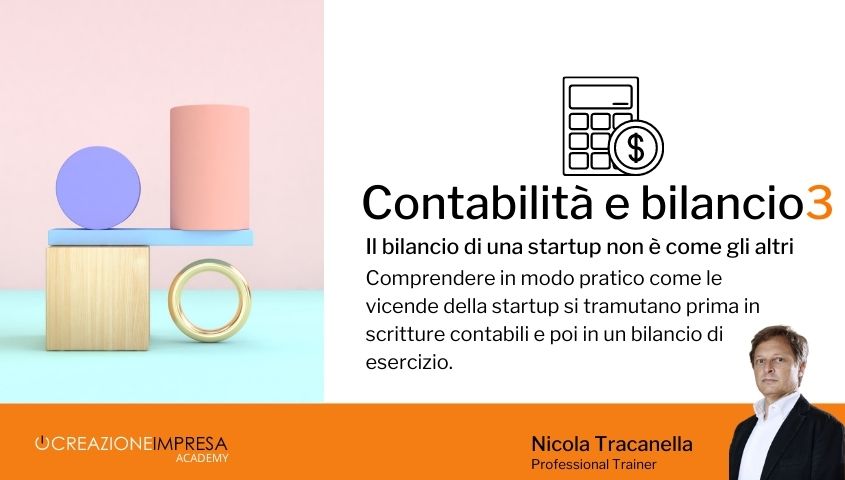 Contabilità e bilancio3
Il bilancio di una startup non è come gli altri
Comprendere in modo pratico come le
vicende della startup si tramutano prima in
scritture contabili e poi in un bilancio di
esercizio.
CREAZIONEIMPRESA
ACADEMY
Nicola Tracanella
Professional Trainer